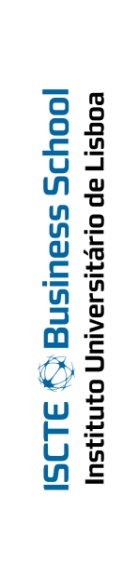 ISCTE Business School
Instituto Universitário de Lisboa